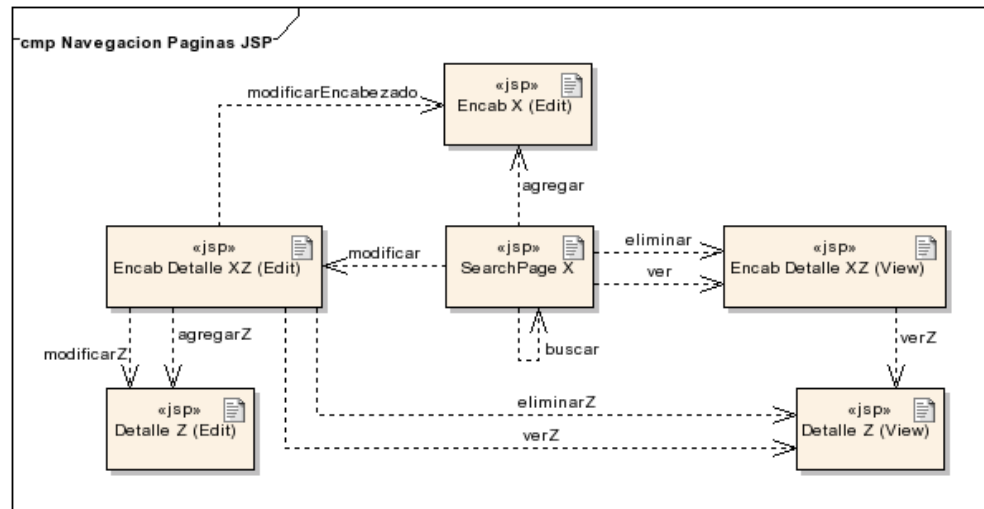 cmp Navegacion Paginas JSP
«jsp»
Encab X (Edit)
modificarEncabezado
agregar
«jsp»
Encab Detalle XZ (Edit)
modificar
«jsp»
SearchPage X
eliminar
ver
«jsp»
Encab Detalle XZ (View)
buscar
modificarZ
agregarZ
verZ
«jsp»
Detalle Z (Edit)
eliminarZ
verZ
«jsp»
Detalle Z (View)